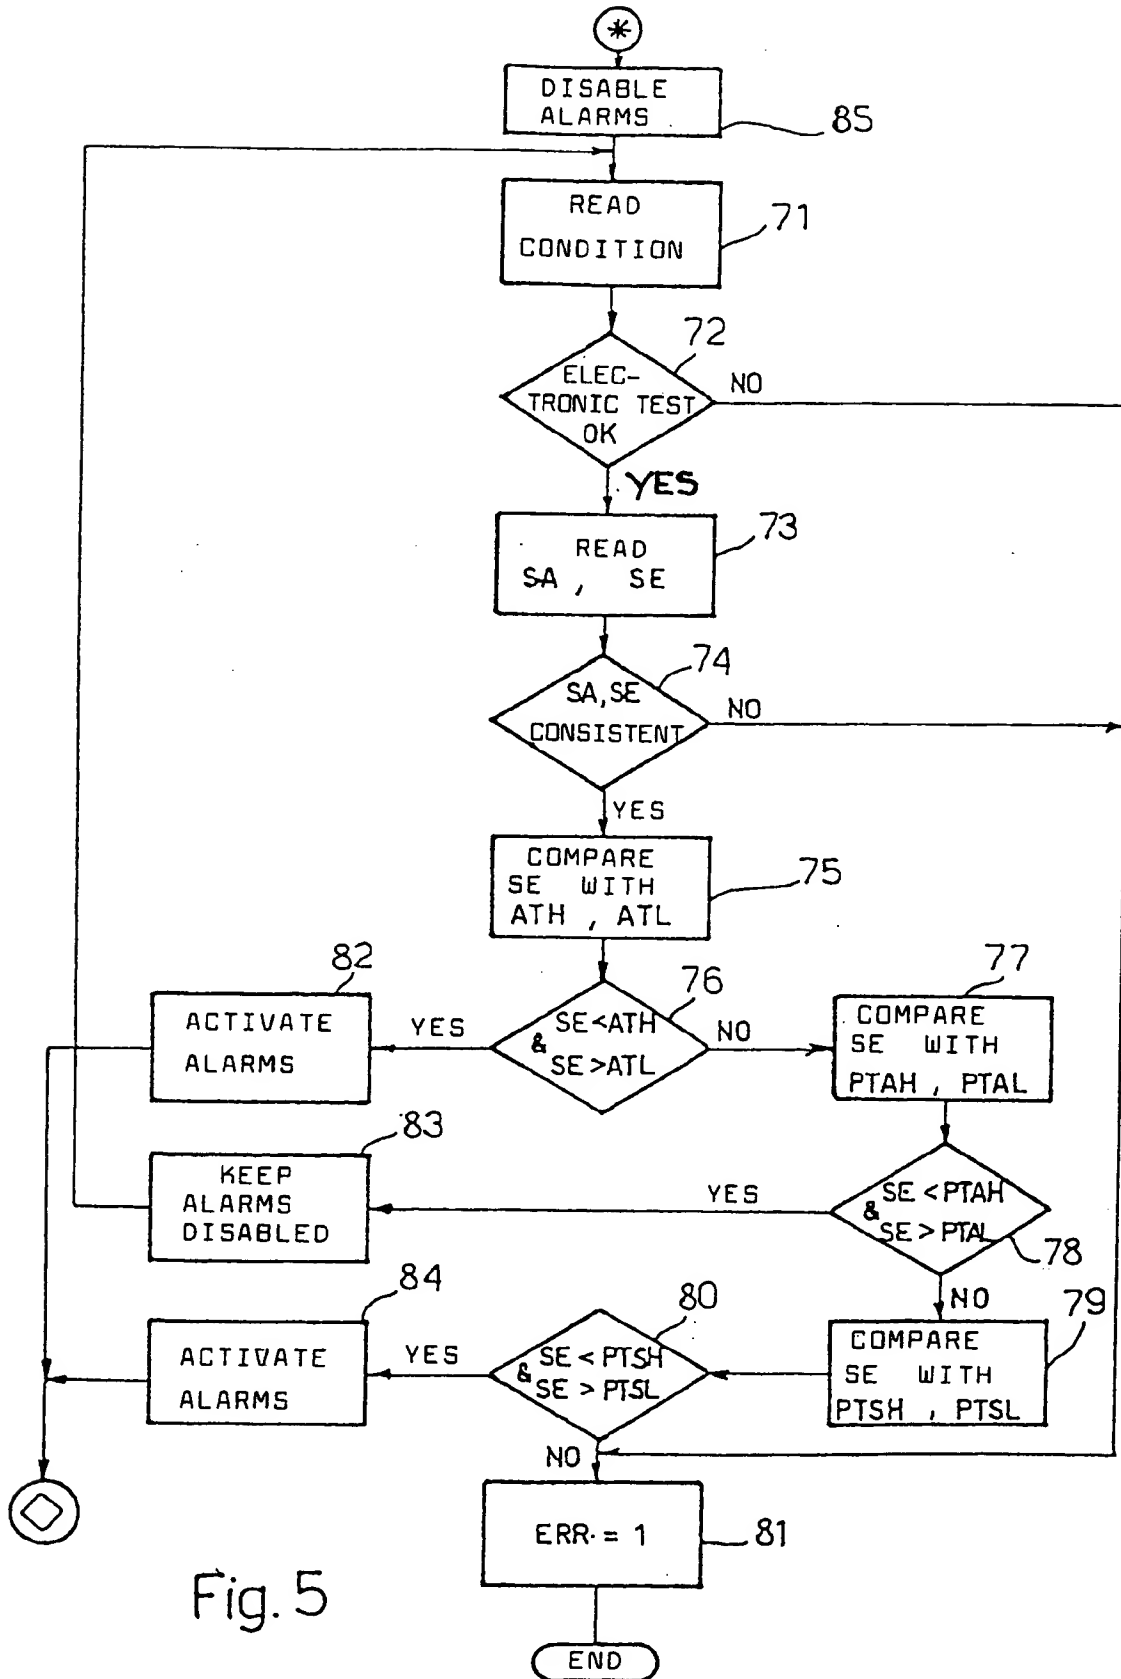 *
DISABLE
ALARMS
85
READ
CONDITION
71
72
ELEC-
TRONIC TEST
OK
NO
YES
73
READ
SA , SE
74
SA, SE
CONSISTENT
NO
YES
COMPARE
SE WITH
ATH , ATL
75
82
ACTIVATE
ALARMS
YES
76
SE<ATH
&
SE>ATL
NO
77
COMPARE
SE WITH
PTAH , PTAL
83
KEEP
ALARMS
DISABLED
YES
SE<PTAH
&
SE>PTAL
78
NO
84
ACTIVATE
ALARMS
YES
80
SE<PTSH
&
SE>PTSL
79
COMPARE
SE WITH
PTSH , PTSL
NO
ERR = 1
81
END
Fig. 5